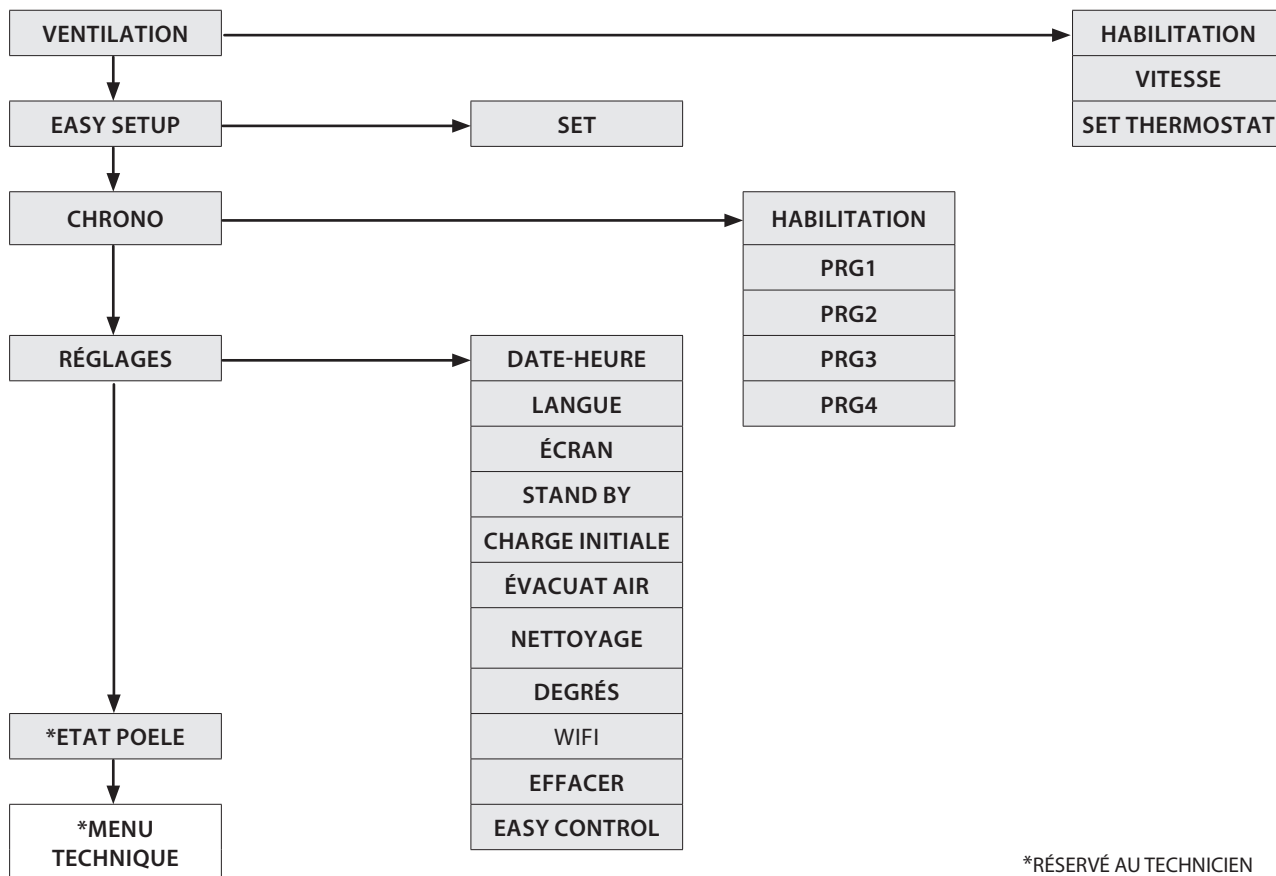 VENTILATION
HABILITATION
VITESSE
SET THERMOSTAT
EASY SETUP
SET
CHRONO
HABILITATION
PRG1
PRG2
PRG3
PRG4
RÉGLAGES
DATE-HEURE
LANGUE
ÉCRAN
STAND BY
CHARGE INITIALE
ÉVACUAT AIR
NETTOYAGE
DEGRÉS
WIFI
EFFACER
EASY CONTROL
*ETAT POELE
*MENU
TECHNIQUE
*RÉSERVÉ AU TECHNICIEN